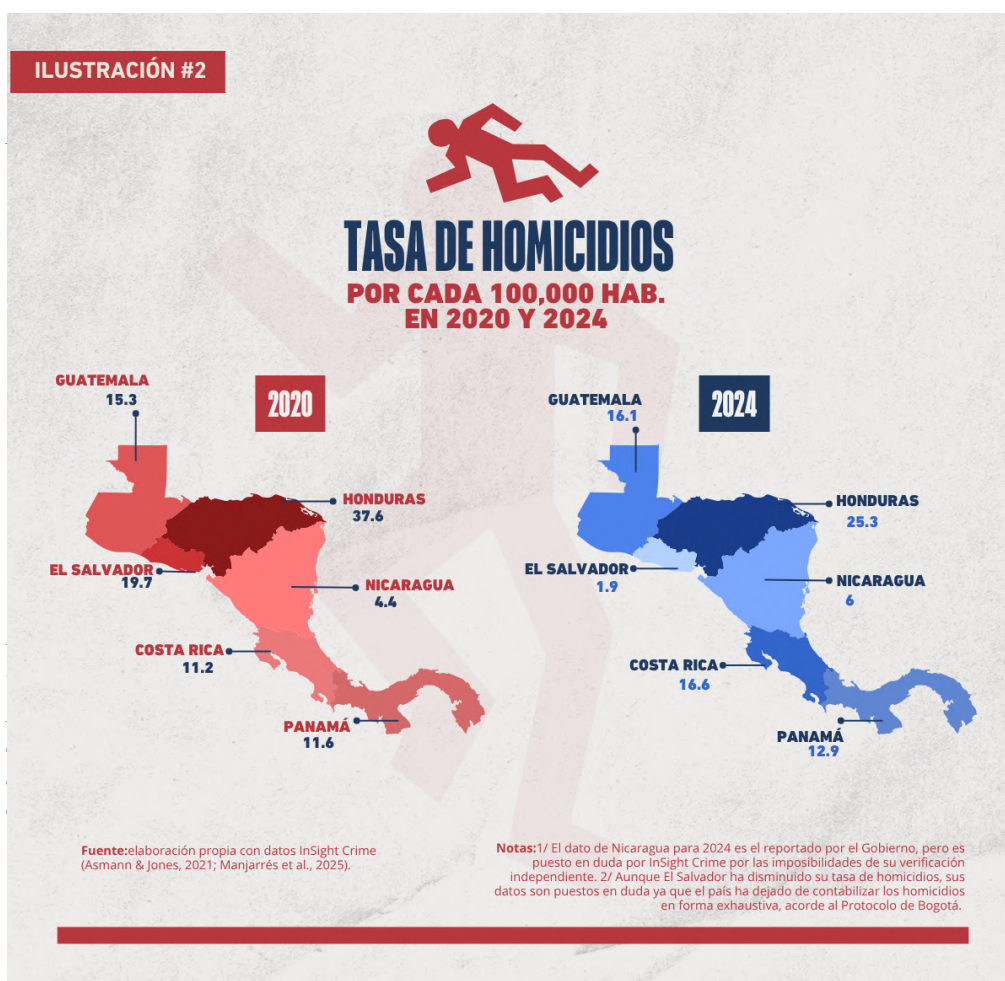 ILUSTRACIÓN #2
TASA DE HOMICIDIOS
POR CADA 100,000 HAB.
EN 2020 Y 2024
2020
GUATEMALA
15.3
HONDURAS
37.6
EL SALVADOR
19.7
NICARAGUA
4.4
COSTA RICA
11.2
PANAMÁ
11.6
2024
GUATEMALA
16.1
HONDURAS
25.3
EL SALVADOR
1.9
NICARAGUA
6
COSTA RICA
16.6
PANAMÁ
12.9
Fuente:elaboración propia con datos InSight Crime
(Asmann & Jones, 2021; Manjarrés et al., 2025).
Notas:1/ El dato de Nicaragua para 2024 es el reportado por el Gobierno, pero es
puesto en duda por InSight Crime por las imposibilidades de su verificación
independiente. 2/ Aunque El Salvador ha disminuido su tasa de homicidios, sus
datos son puestos en duda ya que el país ha dejado de contabilizar los homicidios
en forma exhaustiva, acorde al Protocolo de Bogotá.